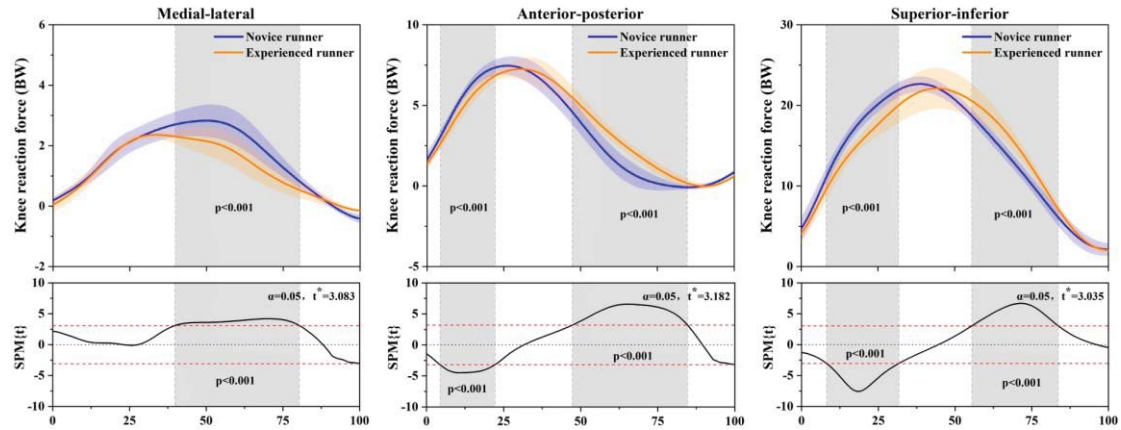 Medial-lateral
Knee reaction force (BW)
6
4
2
0
-2
Novice runner
Experienced runner
p<0.001
SPM{t}
10
5
0
-5
-10
α=0.05, t*=3.083
p<0.001
0
25
50
75
100
Anterior-posterior
Knee reaction force (BW)
10
5
0
-5
Novice runner
Experienced runner
p<0.001
p<0.001
SPM{t}
10
5
0
-5
-10
α=0.05, t*=3.182
p<0.001
p<0.001
0
25
50
75
100
Superior-inferior
Knee reaction force (BW)
30
20
10
0
Novice runner
Experienced runner
p<0.001
p<0.001
SPM{t}
10
5
0
-5
-10
α=0.05, t*=3.035
p<0.001
p<0.001
0
25
50
75
100